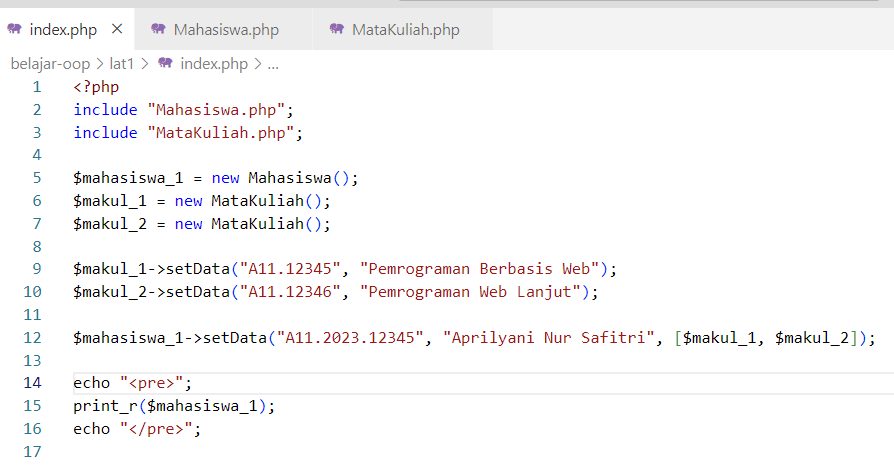 index.php × Mahasiswa.php MataKuliah.php
belajar-oop > lat1 > index.php > ...
1 <?php
2 include "Mahasiswa.php";
3 include "MataKuliah.php";
4
5 $mahasiswa_1 = new Mahasiswa();
6 $makul_1 = new MataKuliah();
7 $makul_2 = new MataKuliah();
8
9 $makul_1->setData("A11.12345", "Pemrograman Berbasis Web");
10 $makul_2->setData("A11.12346", "Pemrograman Web Lanjut");
11
12 $mahasiswa_1->setData("A11.2023.12345", "Aprilyani Nur Safitri", [$makul_1, $makul_2]);
13
14 echo "<pre>";
15 print_r($mahasiswa_1);
16 echo "</pre>";
17